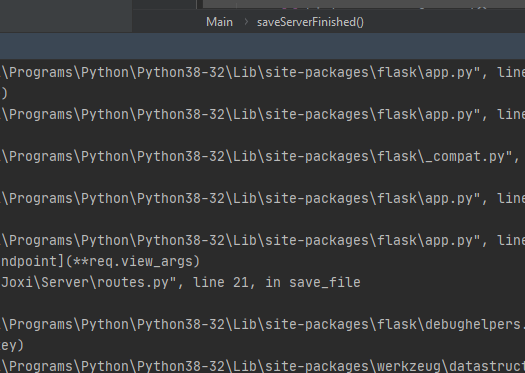 Main > saveServerFinished()
\Programs\Python\Python38-32\Lib\site-packages\flask\app.py", line
)
\Programs\Python\Python38-32\Lib\site-packages\flask\app.py", line
\Programs\Python\Python38-32\Lib\site-packages\flask\_compat.py",
\Programs\Python\Python38-32\Lib\site-packages\flask\app.py", line
\Programs\Python\Python38-32\Lib\site-packages\flask\app.py", line
ndpoint](**req.view_args)
Joxi\Server\routes.py", line 21, in save_file
\Programs\Python\Python38-32\Lib\site-packages\flask\debughelpers.
ey)
\Programs\Python\Python38-32\Lib\site-packages\werkzeug\datastruct